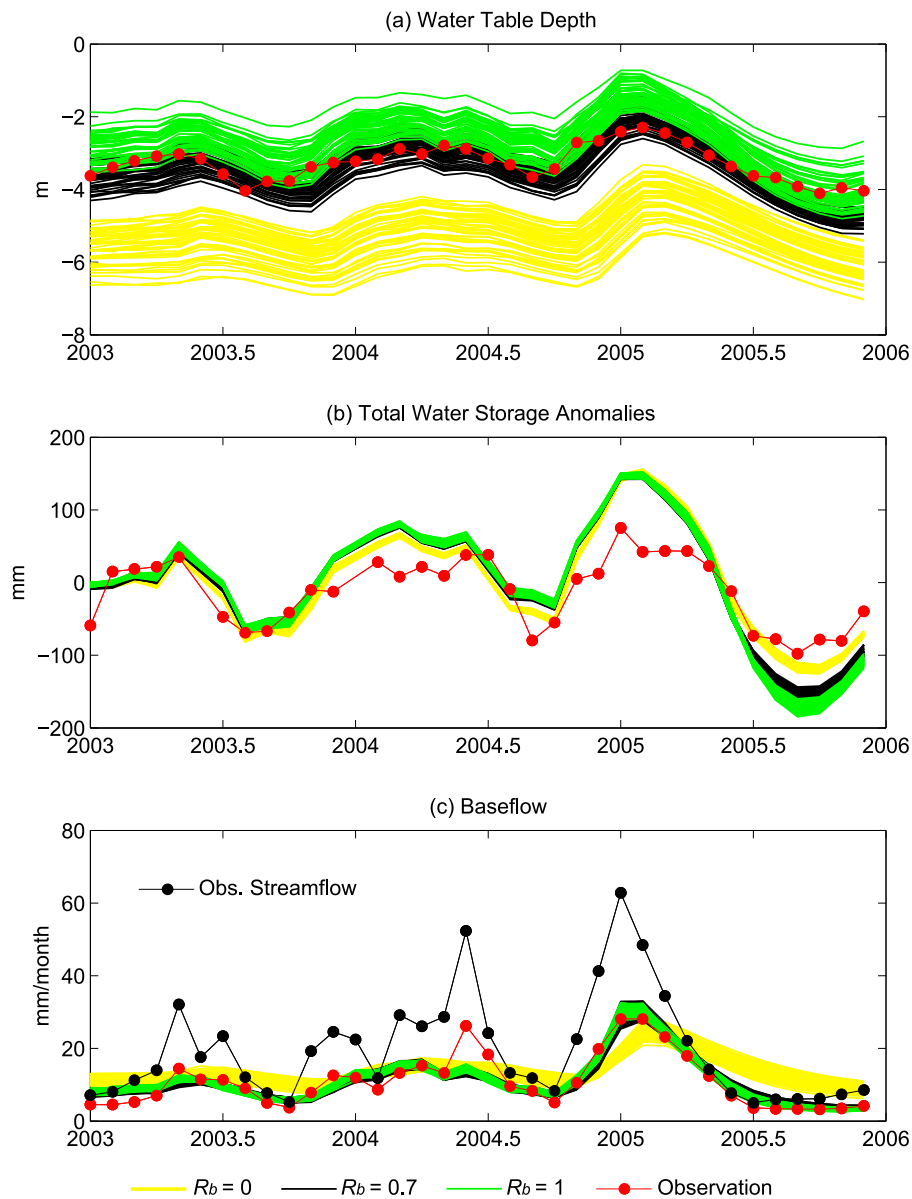 (a) Water Table Depth
0
−2
−4
−6
−8
m
2003 2003.5 2004 2004.5 2005 2005.5 2006
(b) Total Water Storage Anomalies
200
100
0
−100
−200
mm
2003 2003.5 2004 2004.5 2005 2005.5 2006
(c) Baseflow
80
60
40
20
0
mm/month
Obs. Streamflow
2003 2003.5 2004 2004.5 2005 2005.5 2006
Rb = 0 Rb = 0.7 Rb = 1 Observation